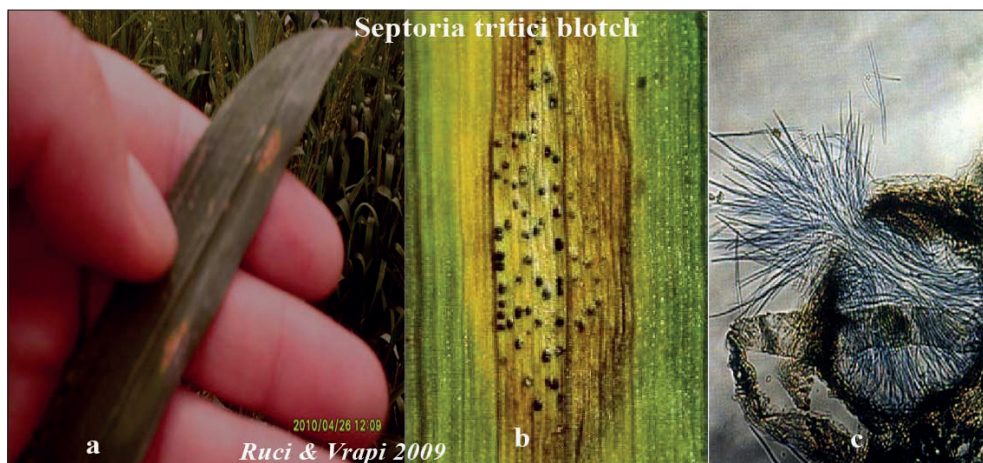 Septoria tritici blotch
2010/04/26 12:09
a
Ruci & Vrapi 2009
b
c